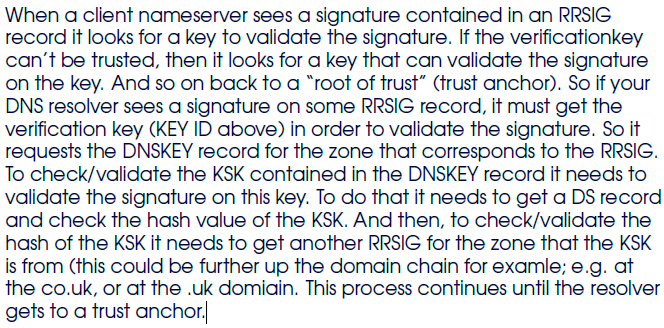 When a client nameserver sees a signature contained in an RRSIG
record it looks for a key to validate the signature. If the verificationkey
can't be trusted, then it looks for a key that can validate the signature
on the key. And so on back to a "root of trust" (trust anchor). So if your
DNS resolver sees a signature on some RRSIG record, it must get the
verification key (KEY ID above) in order to validate the signature. So it
requests the DNSKEY record for the zone that corresponds to the RRSIG.
To check/validate the KSK contained in the DNSKEY record it needs to
validate the signature on this key. To do that it needs to get a DS record
and check the hash value of the KSK. And then, to check/validate the
hash of the KSK it needs to get another RRSIG for the zone that the KSK
is from (this could be further up the domain chain for examle; e.g. at
the co.uk, or at the .uk domiain. This process continues until the resolver
gets to a trust anchor.